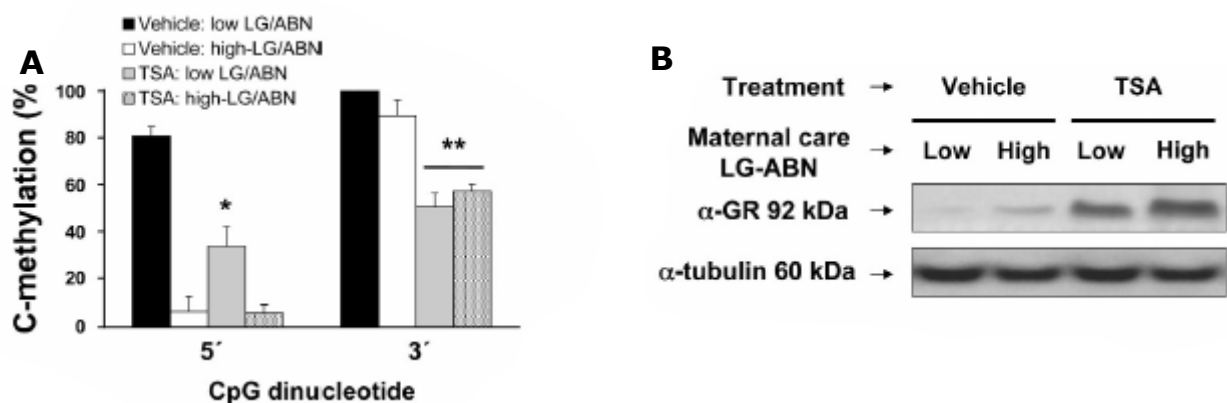 A
Vehicle: low LG/ABN
Vehicle: high-LG/ABN
TSA: low LG/ABN
TSA: high-LG/ABN
C-methylation (%
100
80
60
40
20
0
*
**
5´
3´
CpG dinucleotide
B
Treatment → Vehicle TSA
Maternal care
LG-ABN → Low High Low High
α-GR 92 kDa →
α-tubulin 60 kDa →